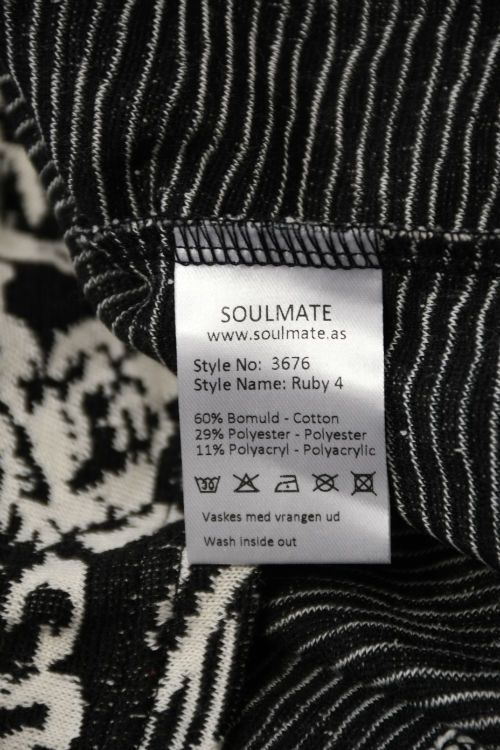 SOULMATE
www.soulmate.as
Style No: 3676
Style Name: Ruby 4
60% Bomuld - Cotton
29% Polyester - Polyester
11% Polyacryl - Polyacrylic
30
Vaskes med vrangen ud
Wash inside out